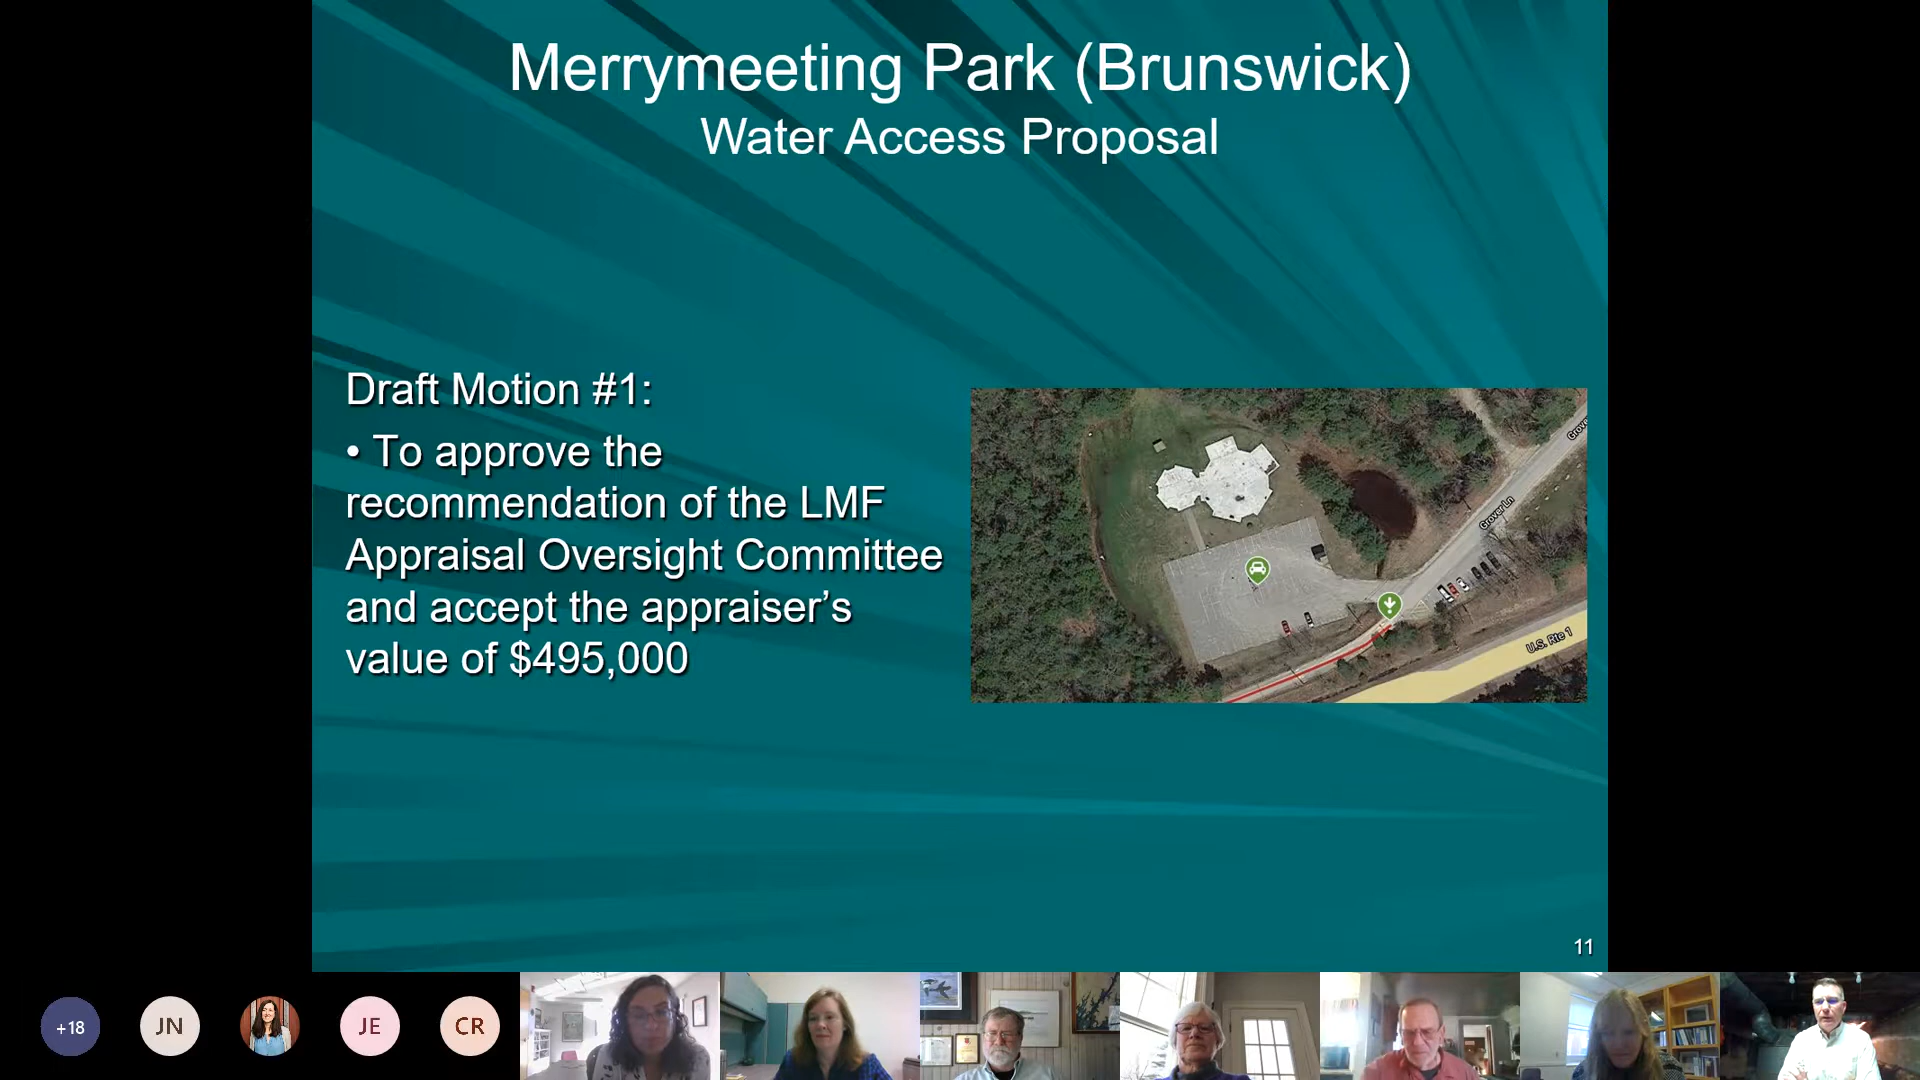 Merrymeeting Park (Brunswick)
Water Access Proposal
Draft Motion #1:
• To approve the
recommendation of the LMF
Appraisal Oversight Committee
and accept the appraiser’s
value of $495,000
Grover Ln
U.S. Rte 1
11
+18
JN
JE
CR